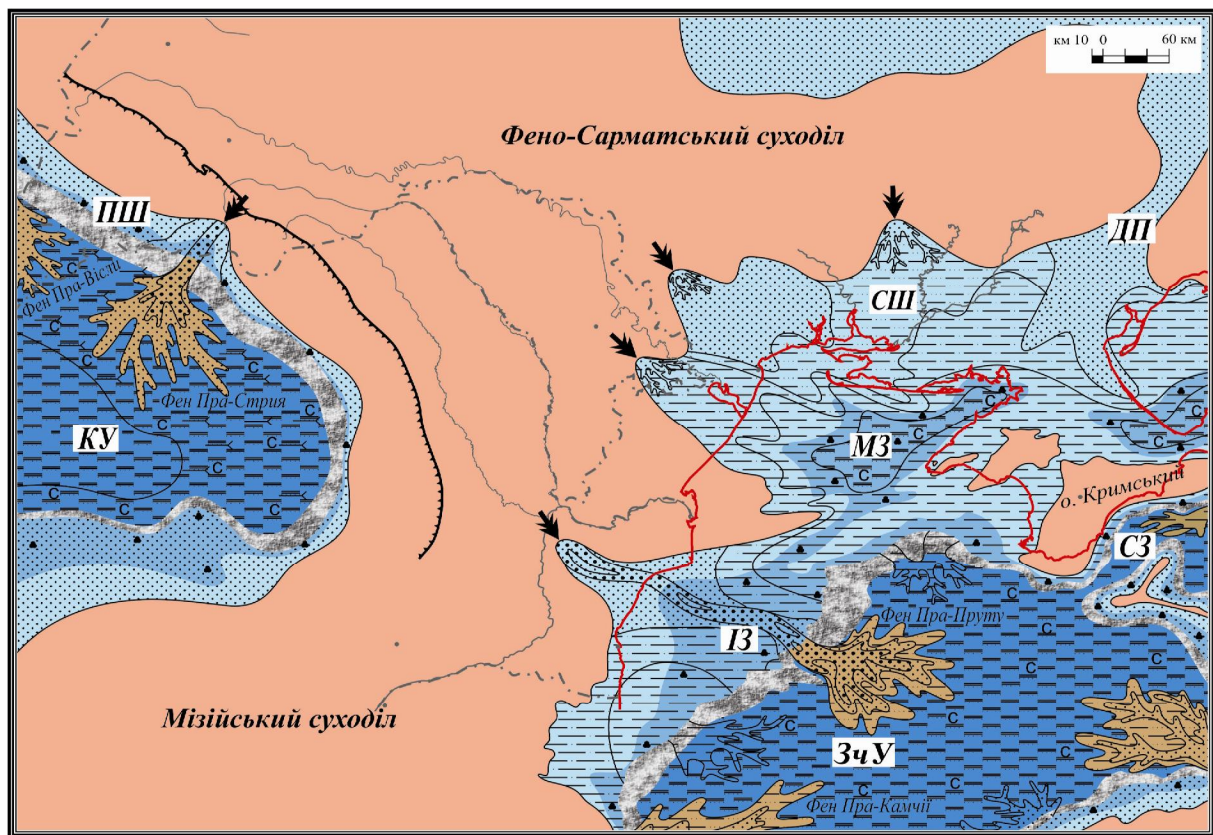 км 10 0 60 км
Фено-Сарматський суходіл
ПШ
ДП
Фен Пра-Вісли
СШ
Фен Пра-Стрия
КУ
С
С
С
С
С
С
С
С
С
С
С
С
МЗ
С
С
С
о. Кримський
СЗ
Фен Пра-Пруту
ІЗ
Мізійський суходіл
ЗчУ
С
С
С
С
С
С
С
С
С
Фен Пра-Камчії